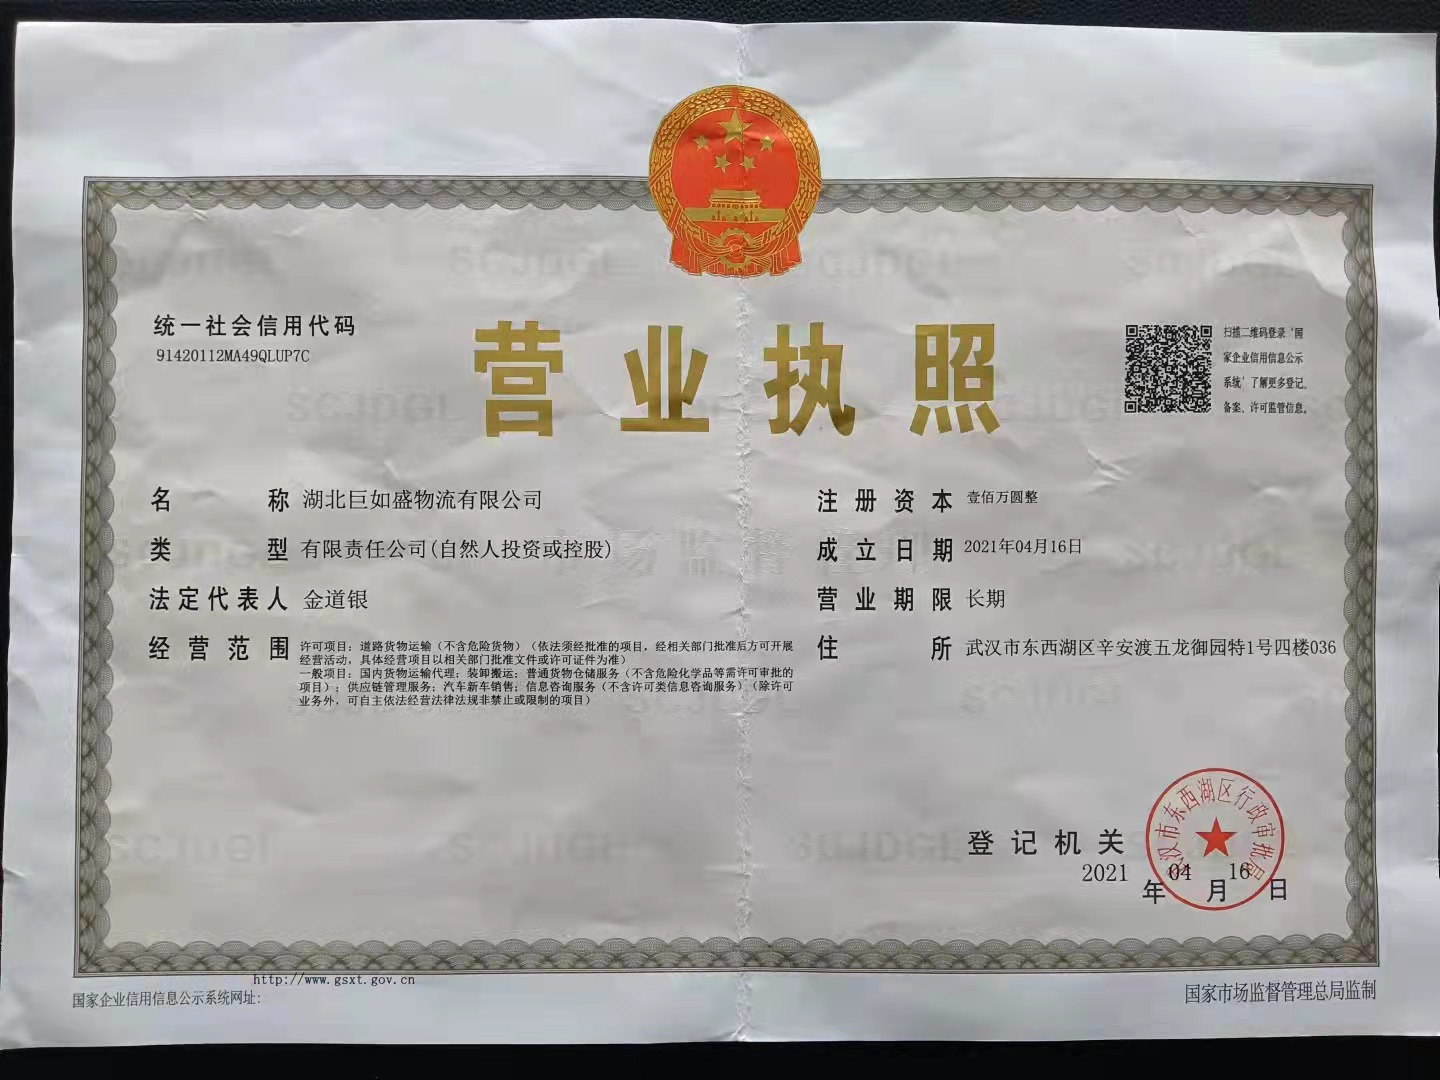 统一社会信用代码
91420112MA49QLUP7C
营业执照
扫描二维码登录‘国
家企业信用信息公示
系统’了解更多登记、
备案、许可监管信息。
名称 湖北巨如盛物流有限公司
类型 有限责任公司(自然人投资或控股)
法定代表人 金道银
经营范围 许可项目：道路货物运输（不含危险货物）（依法须经批准的项目，经相关部门批准后方可开展
经营活动，具体经营项目以相关部门批准文件或许可证件为准）
一般项目：国内货物运输代理；装卸搬运；普通货物仓储服务（不含危险化学品等需许可审批的
项目）；供应链管理服务；汽车新车销售；信息咨询服务（不含许可类信息咨询服务）（除许可
业务外，可自主依法经营法律法规非禁止或限制的项目）
注册资本 壹佰万圆整
成立日期 2021年04月16日
营业期限 长期
住所 武汉市东西湖区辛安渡五龙御园特1号四楼036
武汉市东西湖区行政审批局
登记机关
2021年04月16日
http://www.gsxt.gov.cn
国家企业信用信息公示系统网址:
国家市场监督管理总局监制